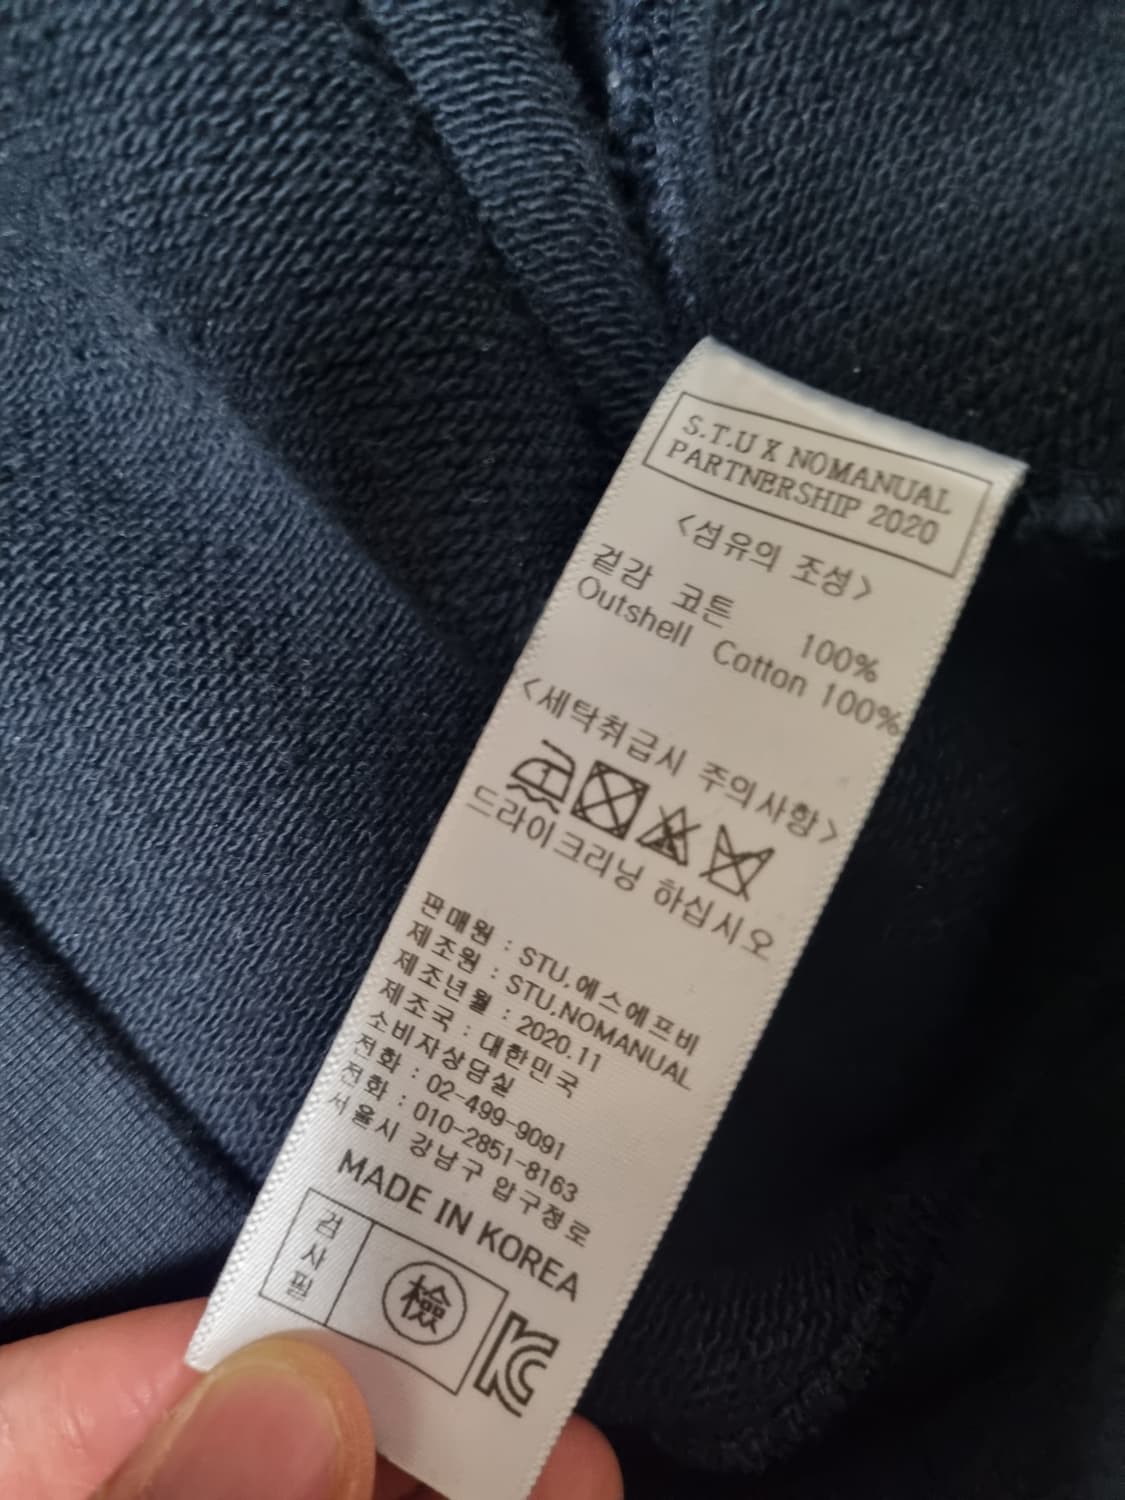 S.T.U X NOMANUAL
PARTNERSHIP 2020
<섬유의 조성>
겉감 코튼 100%
Outshell Cotton 100%
<세탁취급시 주의사항>
드라이크리닝 하십시오
판매원 : STU,에스에프비
제조원 : STU,NOMANUAL
제조년월 : 2020.11
제조국 : 대한민국
소비자상담실
전화 : 02-499-9091
전화 : 010-2851-8163
서울시 강남구 압구정로
MADE IN KOREA
검사필
檢
KC